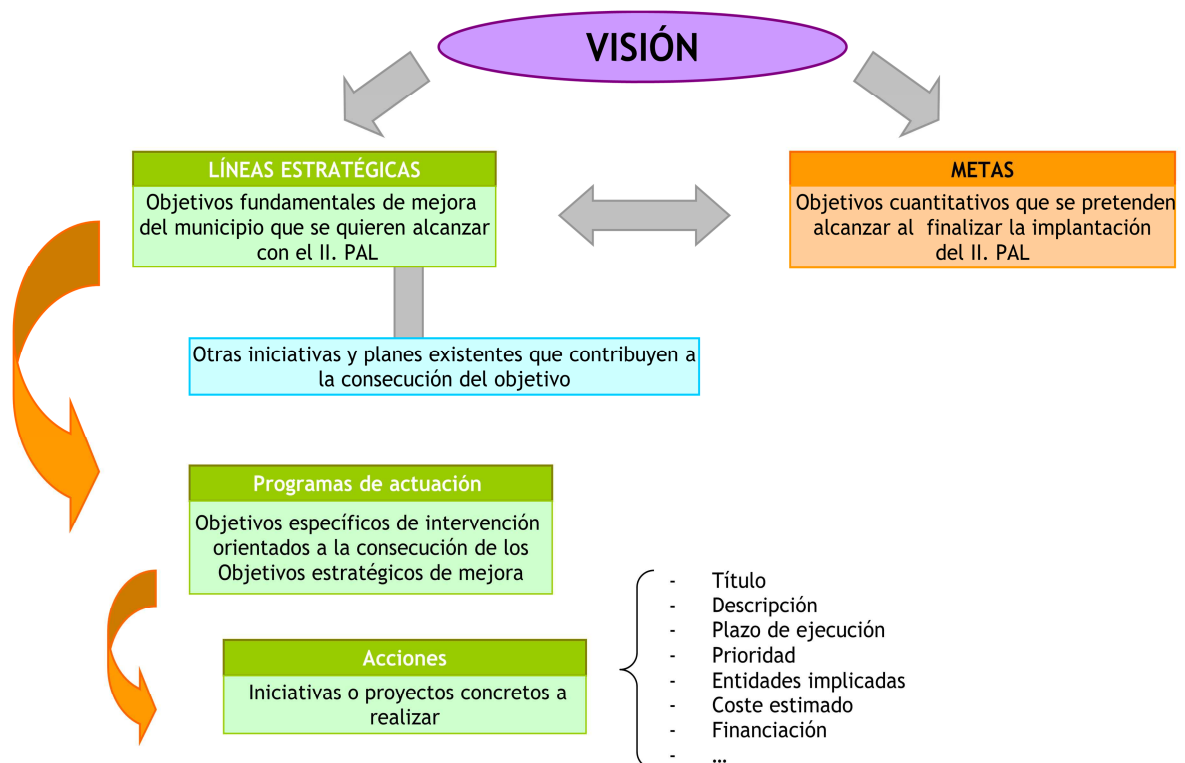 VISIÓN
LÍNEAS ESTRATÉGICAS
Objetivos fundamentales de mejora
del municipio que se quieren alcanzar
con el II. PAL
METAS
Objetivos cuantitativos que se pretenden
alcanzar al finalizar la implantación
del II. PAL
Otras iniciativas y planes existentes que contribuyen a
la consecución del objetivo
Programas de actuación
Objetivos específicos de intervención
orientados a la consecución de los
Objetivos estratégicos de mejora
Acciones
Iniciativas o proyectos concretos a
realizar
- Título
- Descripción
- Plazo de ejecución
- Prioridad
- Entidades implicadas
- Coste estimado
- Financiación
- …